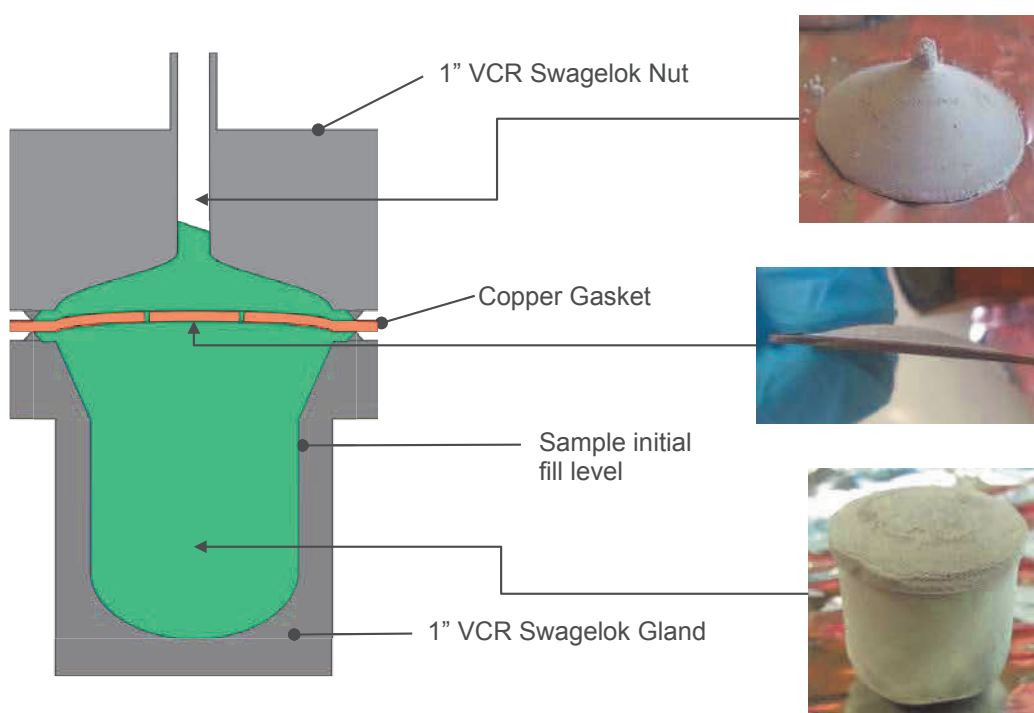 1” VCR Swagelok Nut
Copper Gasket
Sample initial
fill level
1” VCR Swagelok Gland